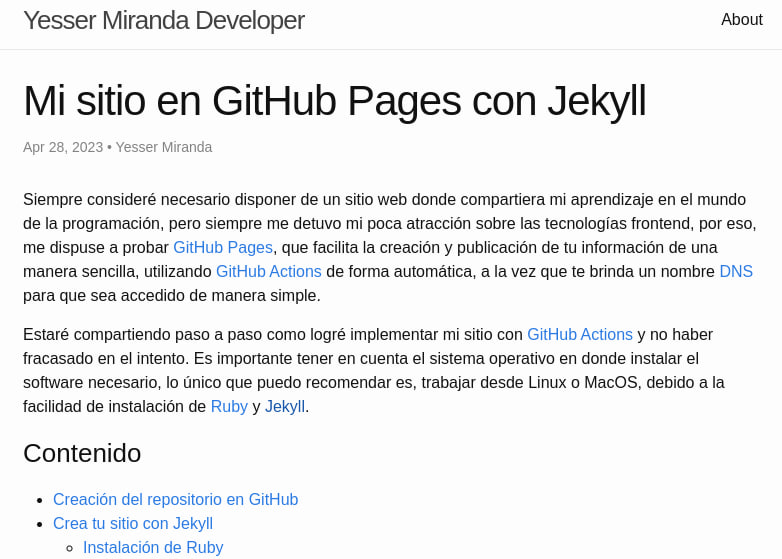 Yesser Miranda Developer
About
Mi sitio en GitHub Pages con Jekyll
Apr 28, 2023 • Yesser Miranda
Siempre consideré necesario disponer de un sitio web donde compartiera mi aprendizaje en el mundo
de la programación, pero siempre me detuvo mi poca atracción sobre las tecnologías frontend, por eso,
me dispuse a probar GitHub Pages, que facilita la creación y publicación de tu información de una
manera sencilla, utilizando GitHub Actions de forma automática, a la vez que te brinda un nombre DNS
para que sea accedido de manera simple.
Estaré compartiendo paso a paso como logré implementar mi sitio con GitHub Actions y no haber
fracasado en el intento. Es importante tener en cuenta el sistema operativo en donde instalar el
software necesario, lo único que puedo recomendar es, trabajar desde Linux o MacOS, debido a la
facilidad de instalación de Ruby y Jekyll.
Contenido
• Creación del repositorio en GitHub
• Crea tu sitio con Jekyll
◦ Instalación de Ruby